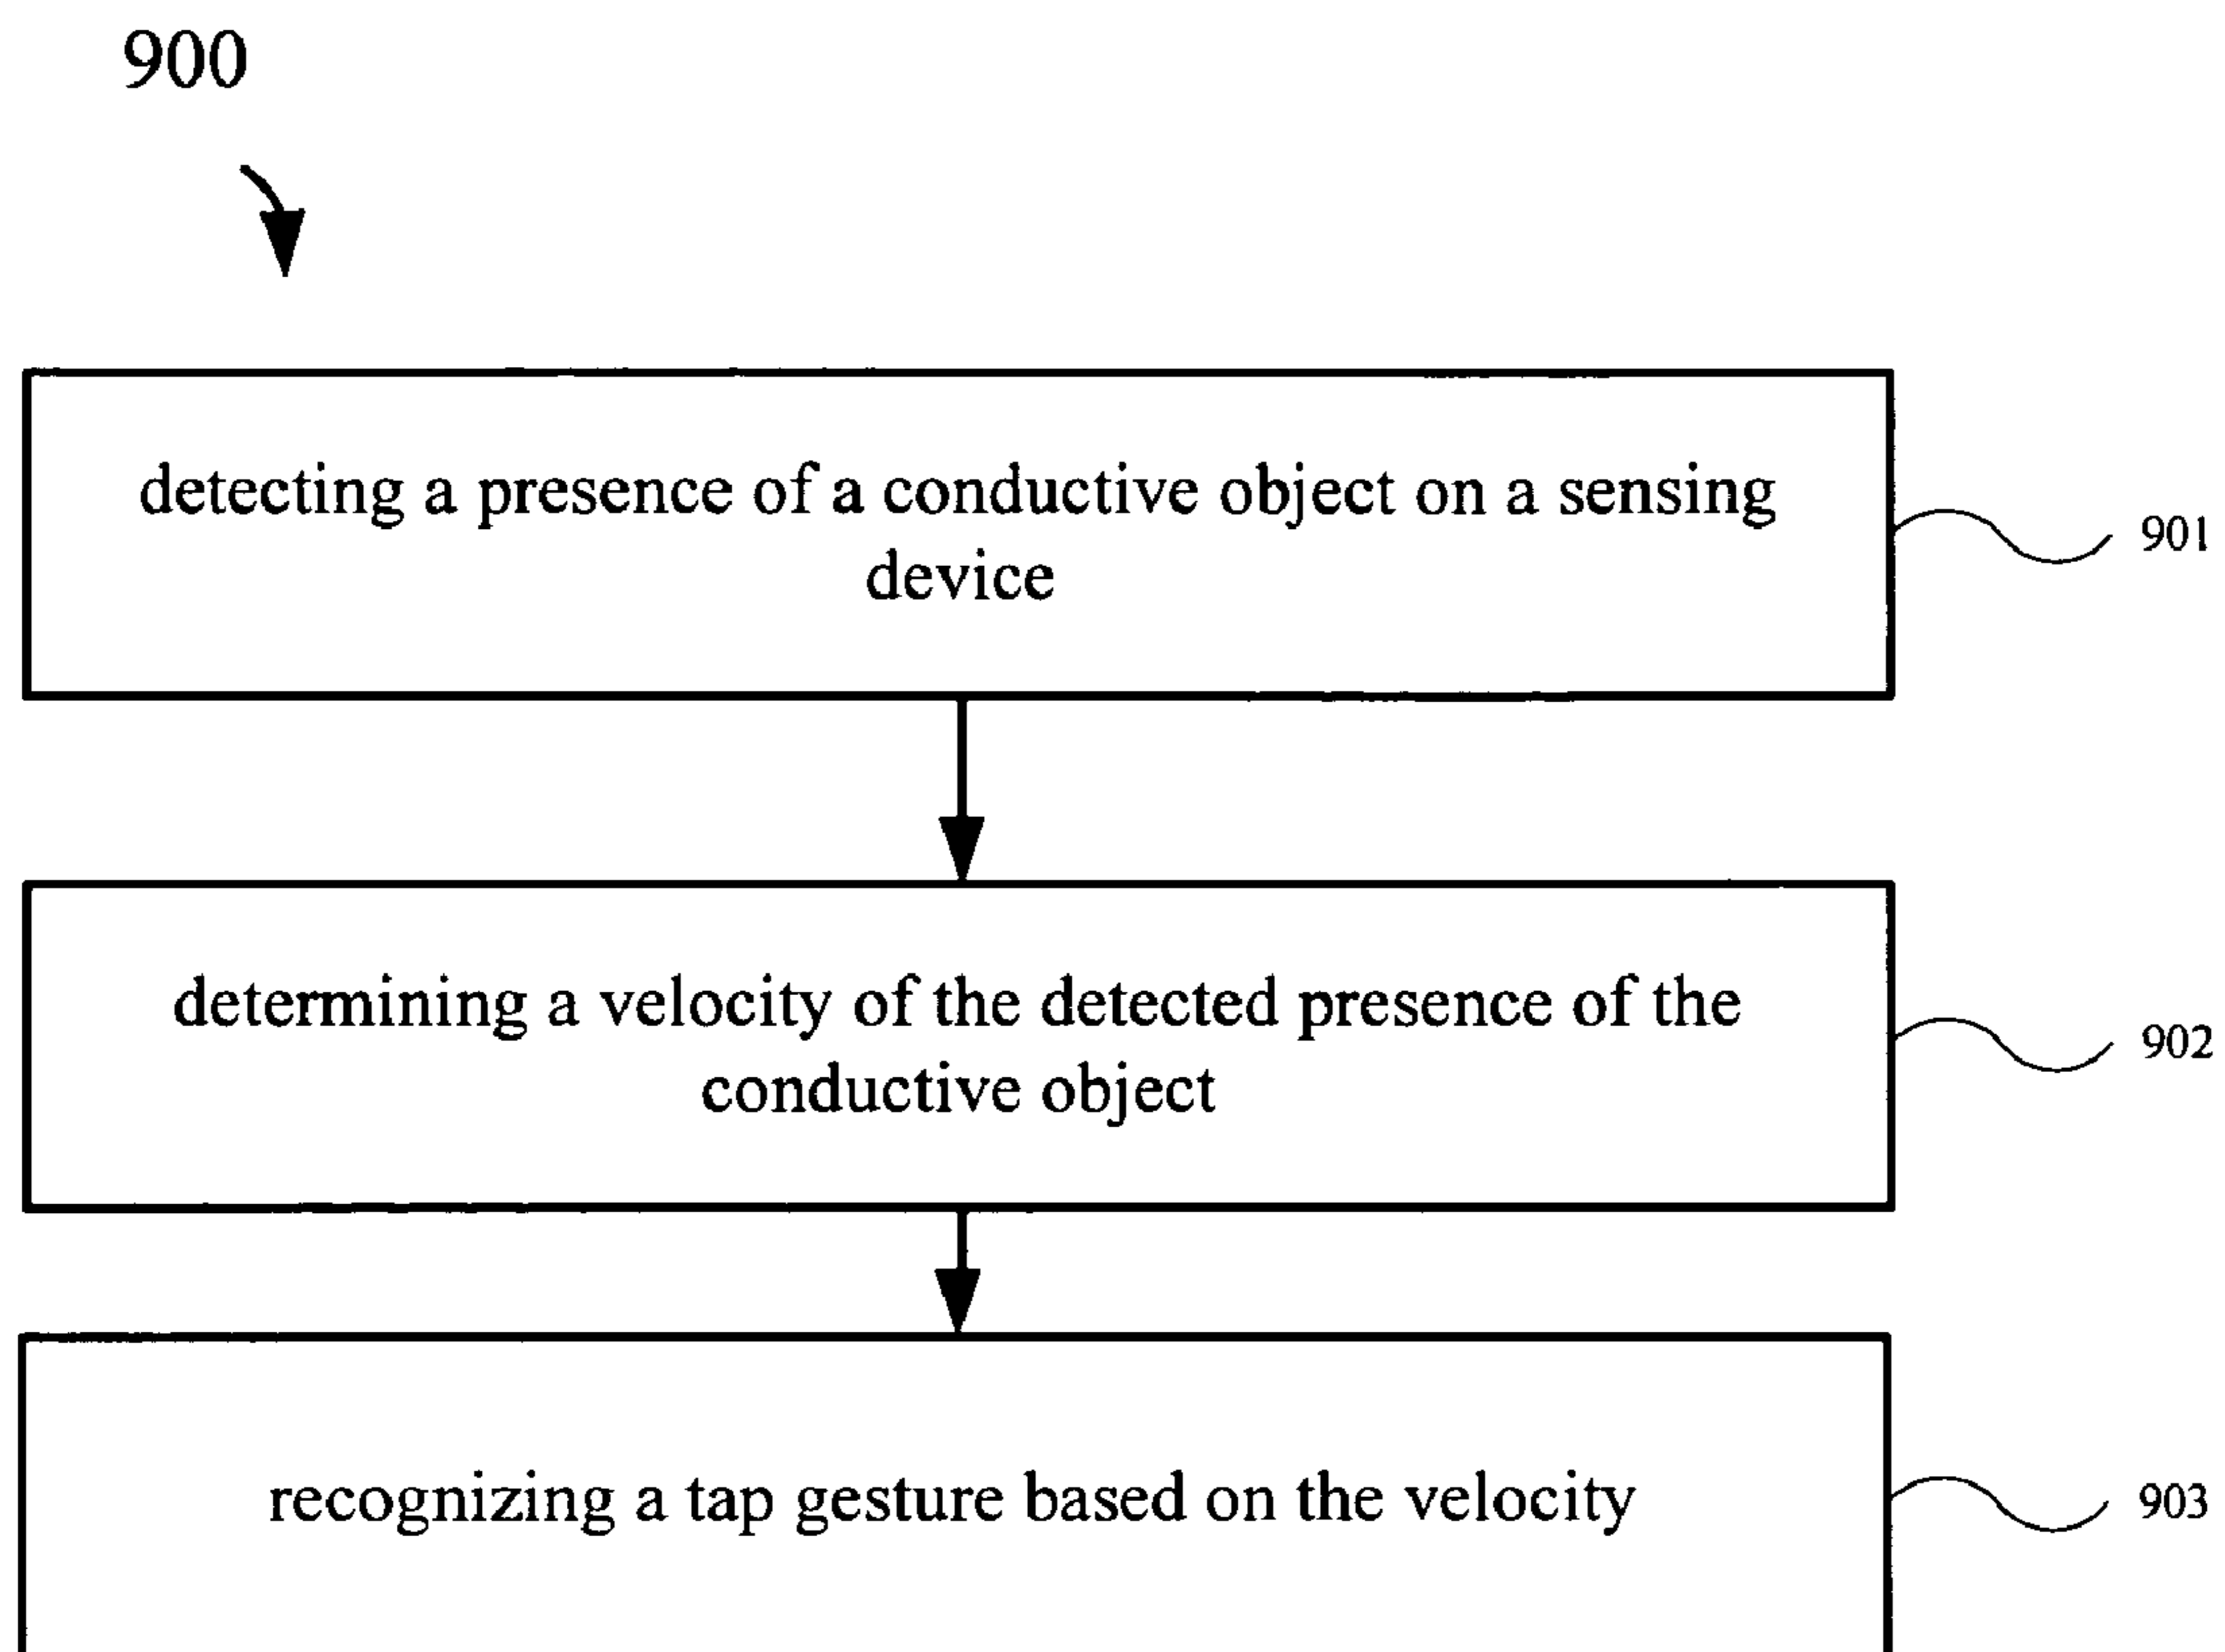 900
detecting a presence of a conductive object on a sensing
device
901
determining a velocity of the detected presence of the
conductive object
902
recognizing a tap gesture based on the velocity
903